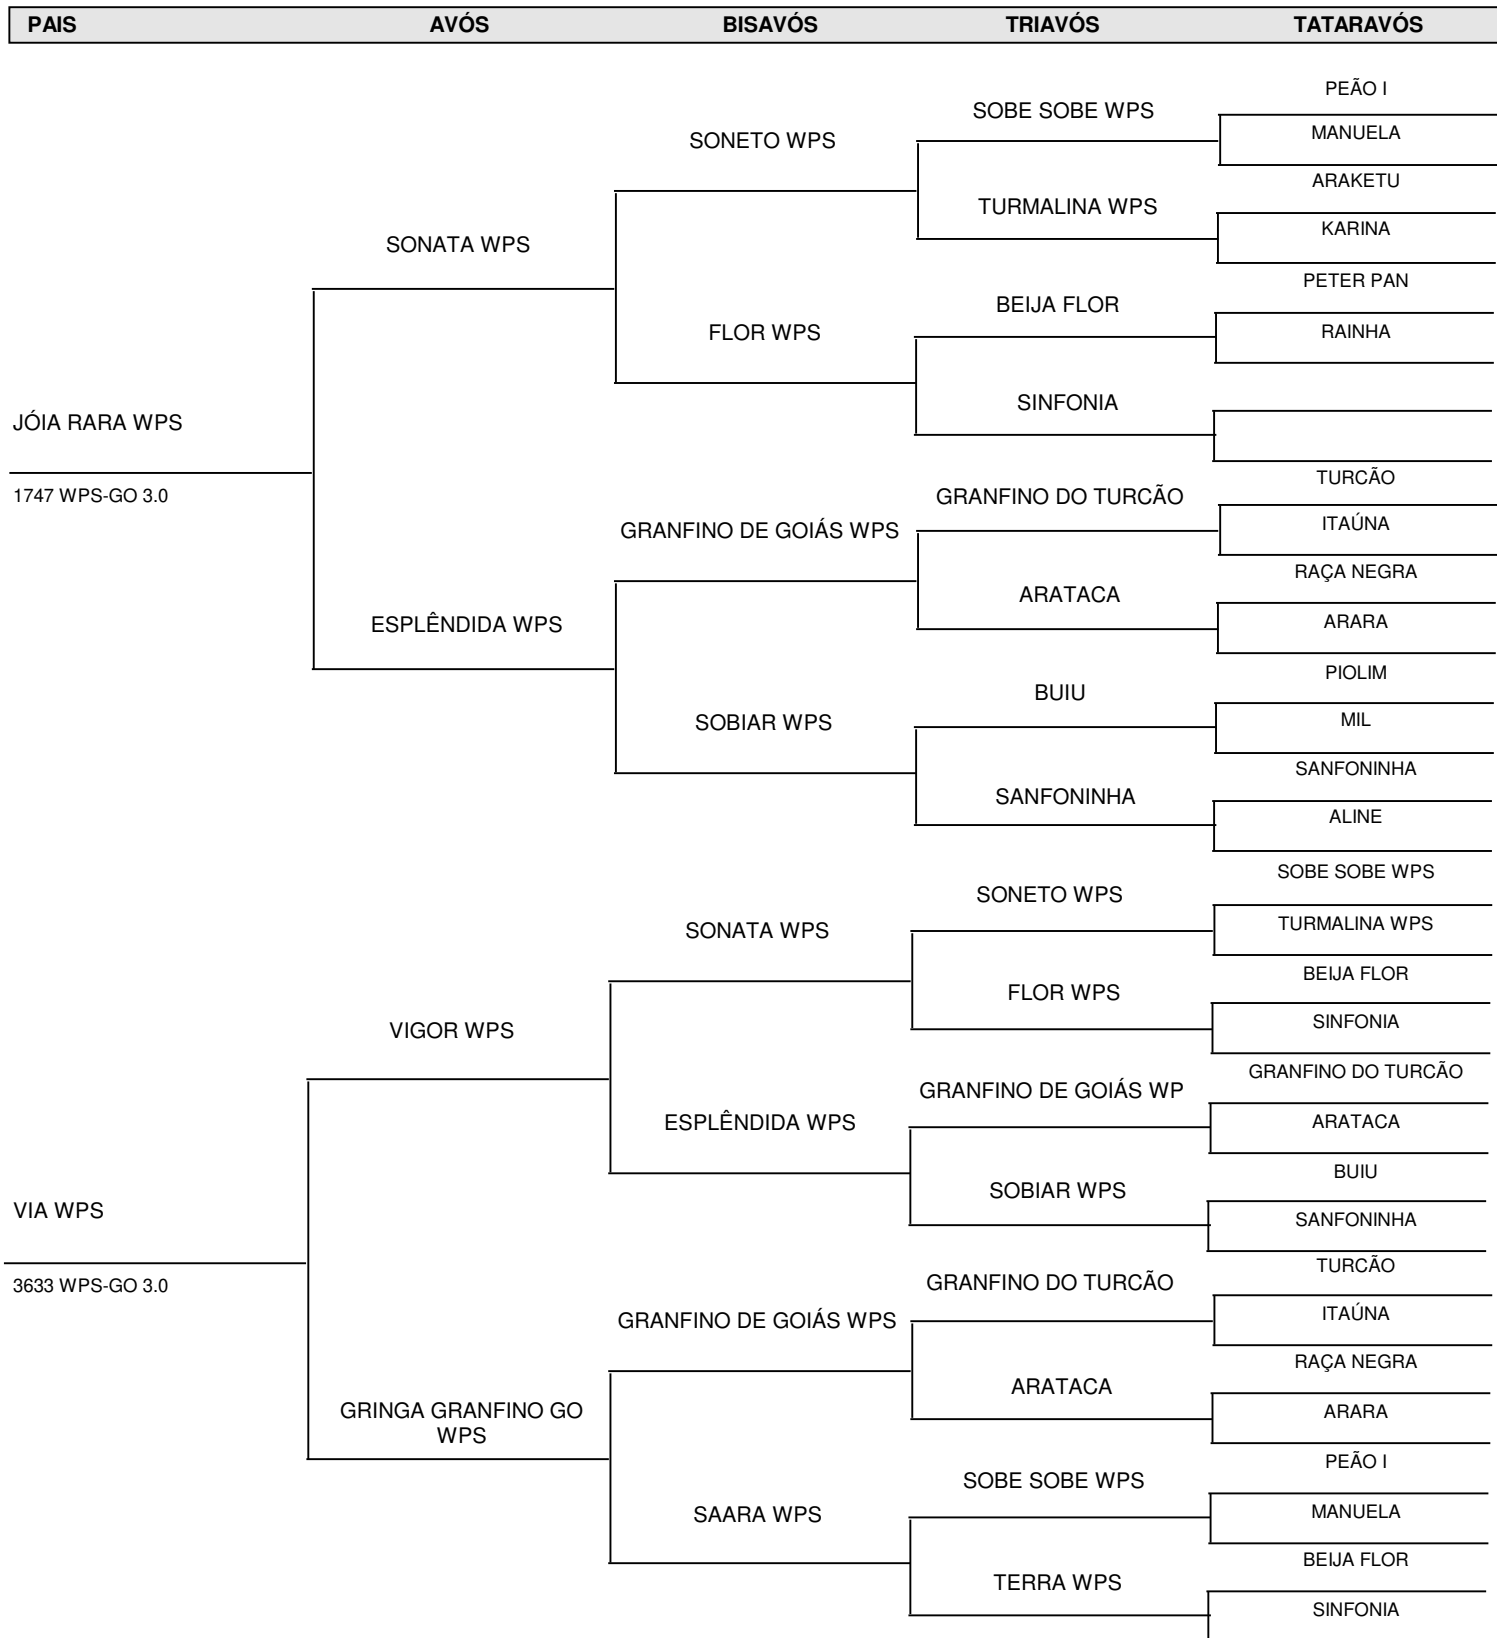 PAIS AVÓS BISAVÓS TRIAVÓS TATARAVÓS
PEÃO I
SOBE SOBE WPS
MANUELA
SONETO WPS
ARAKETU
TURMALINA WPS
KARINA
SONATA WPS
PETER PAN
BEIJA FLOR
RAINHA
FLOR WPS
SINFONIA
JÓIA RARA WPS
TURCÃO
1747 WPS-GO 3.0
GRANFINO DO TURCÃO
ITAÚNA
GRANFINO DE GOIÁS WPS
RAÇA NEGRA
ARATACA
ARARA
ESPLÊNDIDA WPS
PIOLIM
BUIU
MIL
SOBIAR WPS
SANFONINHA
SANFONINHA
ALINE
SOBE SOBE WPS
SONETO WPS
TURMALINA WPS
SONATA WPS
BEIJA FLOR
FLOR WPS
SINFONIA
VIGOR WPS
GRANFINO DO TURCÃO
GRANFINO DE GOIÁS WP
ARATACA
ESPLÊNDIDA WPS
BUIU
SOBIAR WPS
SANFONINHA
VIA WPS
TURCÃO
3633 WPS-GO 3.0
GRANFINO DO TURCÃO
ITAÚNA
GRANFINO DE GOIÁS WPS
RAÇA NEGRA
ARATACA
ARARA
GRINGA GRANFINO GO
WPS
PEÃO I
SOBE SOBE WPS
MANUELA
SAARA WPS
BEIJA FLOR
TERRA WPS
SINFONIA